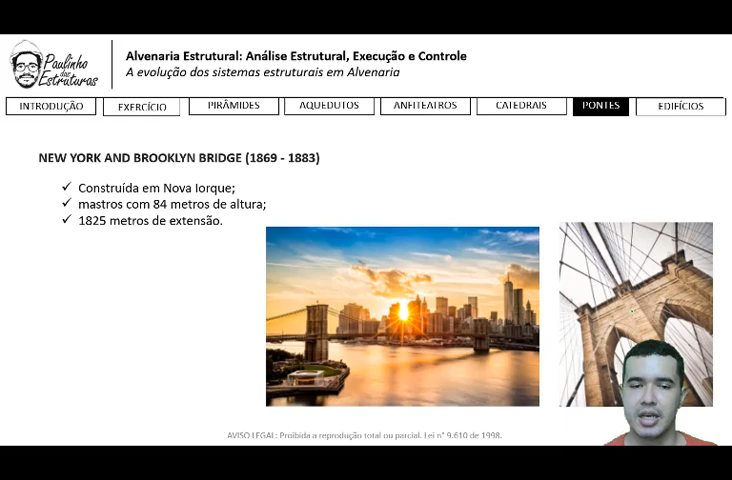 Paulinho
das
Estruturas
Alvenaria Estrutural: Análise Estrutural, Execução e Controle
A evolução dos sistemas estruturais em Alvenaria
INTRODUÇÃO
EXERCÍCIO
PIRÂMIDES
AQUEDUTOS
ANFITEATROS
CATEDRAIS
PONTES
EDIFÍCIOS
NEW YORK AND BROOKLYN BRIDGE (1869 - 1883)
✓ Construída em Nova Iorque;
✓ mastros com 84 metros de altura;
✓ 1825 metros de extensão.
AVISO LEGAL: Proibida a reprodução total ou parcial. Lei n° 9.610 de 1998.